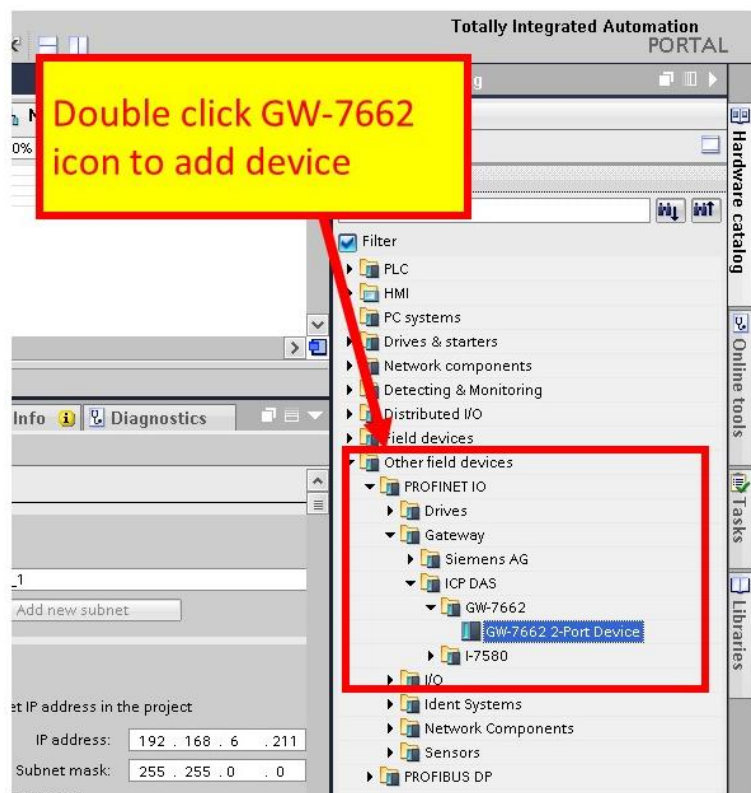 Totally Integrated Automation
PORTAL
Double click GW-7662
icon to add device
0%
Filter
PLC
HMI
PC systems
Drives & starters
Network components
Detecting & Monitoring
Distributed I/O
Field devices
Other field devices
PROFINET IO
Drives
Gateway
Siemens AG
ICP DAS
GW-7662
GW-7662 2-Port Device
I-7580
I/O
Ident Systems
Network Components
Sensors
PROFIBUS DP
Info
Diagnostics
_1
Add new subnet
et IP address in the project
IP address: 192 . 168 . 6 . 211
Subnet mask: 255 . 255 . 0 . 0
Hardware catalog
Online tools
Tasks
Libraries